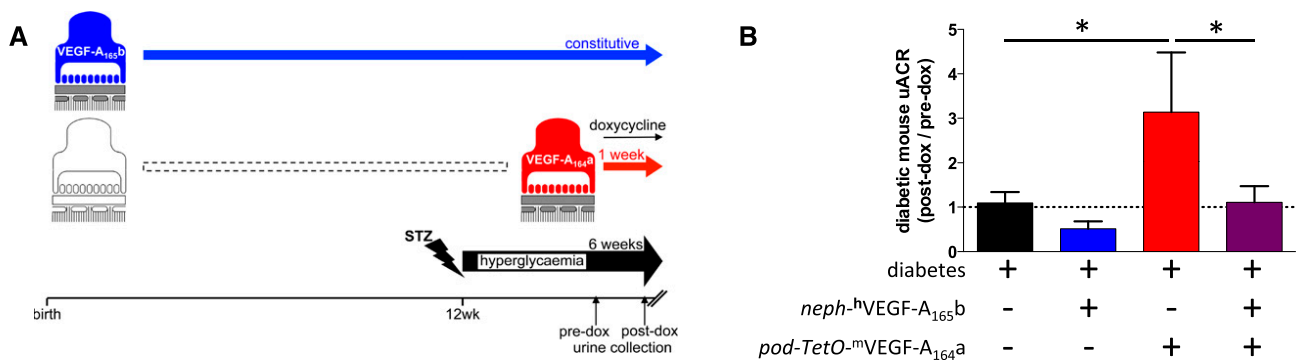 A
VEGF-A165b
constitutive
doxycycline
VEGF-A164a
1 week
STZ
6 weeks
hyperglycaemia
birth
12wk
pre-dox
post-dox
urine collection
B
diabetic mouse uACR
(post-dox / pre-dox)
5
4
3
2
1
0
*
*
diabetes + + + +
neph-hVEGF-A165b - + - +
pod-TetO-mVEGF-A164a - - + +